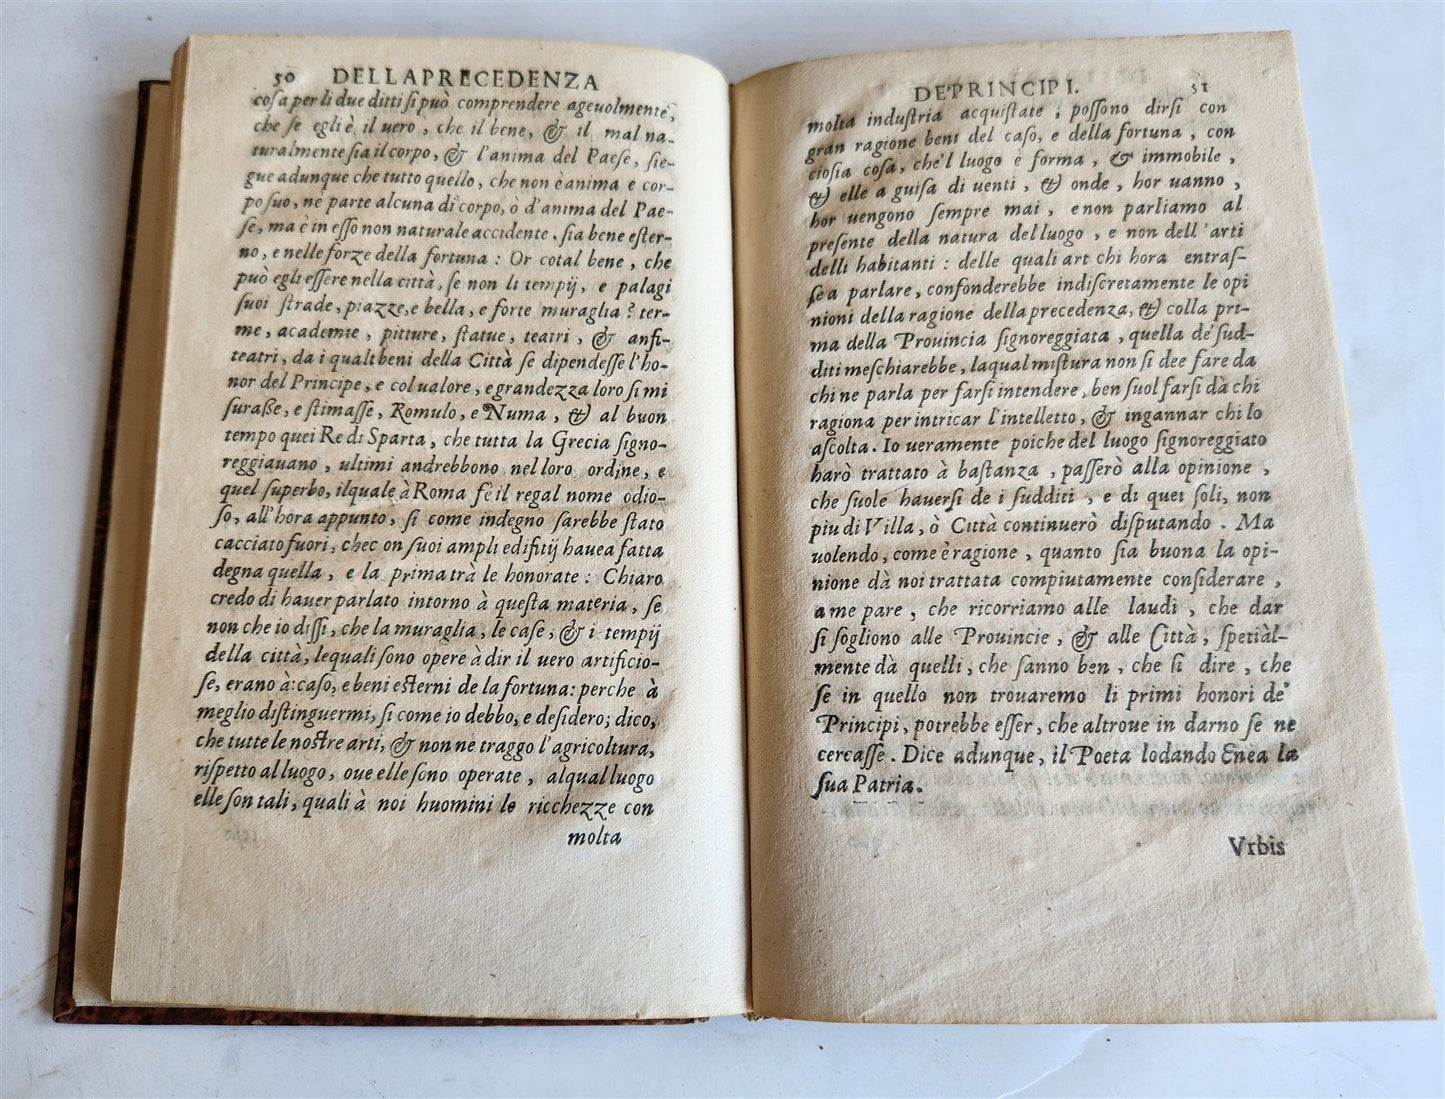 50 DELLA PRECEDENZA
coſa per li due ditti ſi può comprendere ageuolmente,
che ſe egli è il uero, che il bene, & il mal na-
turalmente ſia il corpo, & l'anima del Paeſe, ſie-
gue adunque che tutto quello, che non è anima e cor-
po ſuo, nè parte alcuna di corpo, ò d'anima del Pae-
ſe, ma è in eſſo non naturale accidente, ſia bene eſter-
no, e nelle forze della fortuna: Or cotal bene, che
può egli eſſere nella città, ſe non li tempij, e palagi
ſuoi ſtrade, piazze, e bella, e forte muraglia? ter-
me, academie, pitture, ſtatue, teatri, & anfi-
teatri, da i quali beni della Città ſe dipendeſſe l'ho-
nor del Principe, e col ualore, e grandezza loro ſi mi
ſuraße, e ſtimaſſe, Romulo, e Numa, & al buon
tempo quei Re di Sparta, che tutta la Grecia ſigno-
reggiauano, ultimi andrebbono nel loro ordine, e
quel ſuperbo, ilquale à Roma fè il regal nome odio-
ſo, all'hora appunto, ſi come indegno ſarebbe ſtato
cacciato fuori, chec on ſuoi ampli edifitij hauea fatta
degna quella, e la prima trà le honorate: Chiaro
credo di hauer parlato intorno à queſta materia, ſe
non che io diſſi, che la muraglia, le caſe, & i tempij
della città, lequali ſono opere à dir il uero artificio-
ſe, erano à caſo, e beni eſterni de la fortuna: perche à
meglio diſtinguermi, ſi come io debbo, e deſidero; dico,
che tutte le noſtre arti, & non ne traggo l'agricoltura,
riſpetto al luogo, oue elle ſono operate, alqual luogo
elle ſon tali, quali à noi huomini le ricchezze con
molta
DE' PRINCIPI. 51
molta induſtria acquiſtate; poſſono dirſi con
gran ragione beni del caſo, e della fortuna, con
cioſia coſa, che'l luogo è forma, & immobile,
& elle a guiſa di uenti, & onde, hor uanno,
hor uengono ſempre mai, e non parliamo al
preſente della natura del luogo, e non dell'arti
delli habitanti: delle quali art chi hora entraſ-
ſe a parlare, confonderebbe indiſcretamente le opi
nioni della ragione della precedenza, & colla pri-
ma della Prouincia ſignoreggiata, quella de' ſud-
diti meſchiarebbe, laqual miſtura non ſi dee fare da
chi ne parla per farſi intendere, ben ſuol farſi dà chi
ragiona per intricar l'intelletto, & ingannar chi lo
aſcolta. Io ueramente poiche del luogo ſignoreggiato
harò trattato à baſtanza, paſſerò alla opinione,
che ſuole hauerſi de i ſudditi, e di quei ſoli, non
piu di Villa, ò Città continuerò diſputando. Ma
uolendo, come è ragione, quanto ſia buona la opi-
nione dà noi trattata compiutamente conſiderare,
a me pare, che ricorriamo alle laudi, che dar
ſi ſogliono alle Prouincie, & alle Città, ſpetiàl-
mente dà quelli, che ſanno ben, che ſi dire, che
ſe in quello non trouaremo li primi honori de'
Principi, potrebbe eſſer, che altroue in darno ſe ne
cercaſſe. Dice adunque, il Poeta lodando Enea la
ſua Patria.
Vrbis